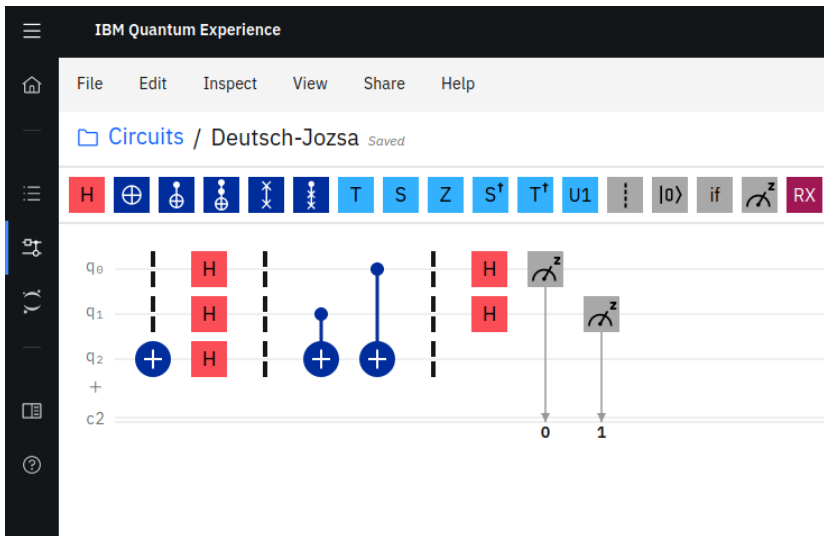 IBM Quantum Experience
File Edit Inspect View Share Help
Circuits / Deutsch-Jozsa Saved
H T S Z S† T† U1 |0⟩ if z RX
q0 H H z
q1 H H z
q2 H
+
c2
0 1